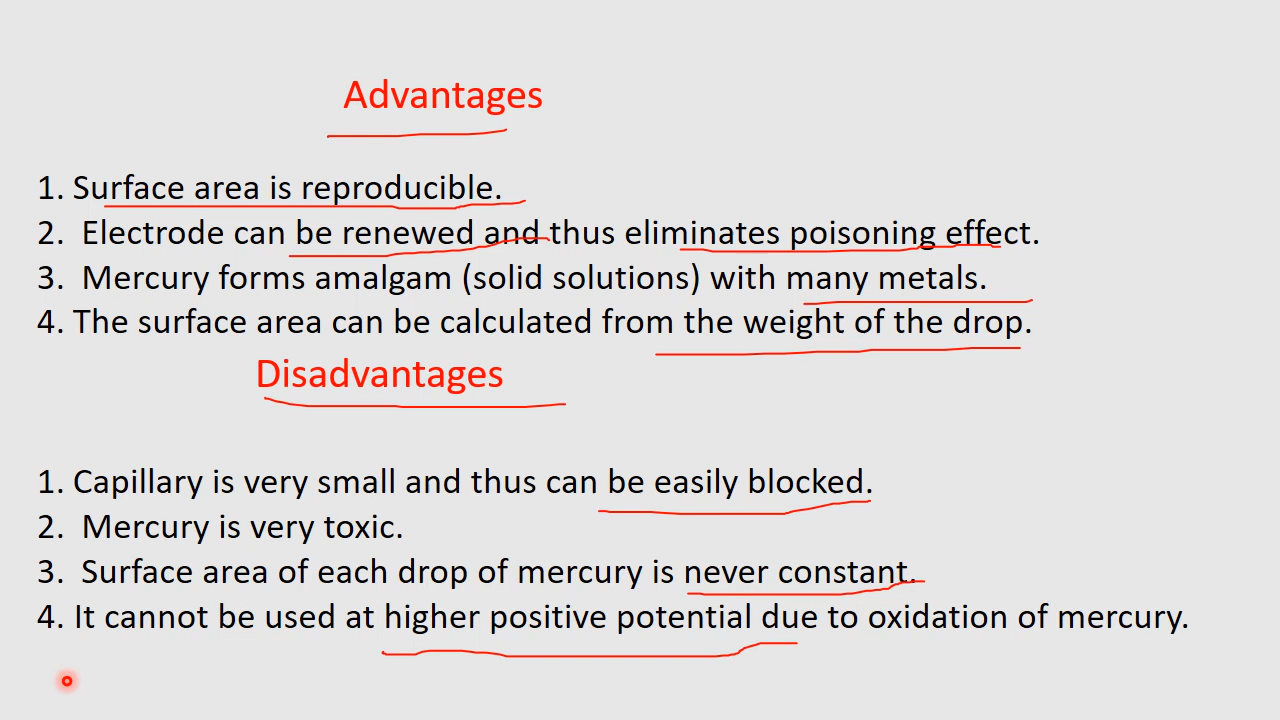 Advantages
1. Surface area is reproducible.
2. Electrode can be renewed and thus eliminates poisoning effect.
3. Mercury forms amalgam (solid solutions) with many metals.
4. The surface area can be calculated from the weight of the drop.
Disadvantages
1. Capillary is very small and thus can be easily blocked.
2. Mercury is very toxic.
3. Surface area of each drop of mercury is never constant.
4. It cannot be used at higher positive potential due to oxidation of mercury.